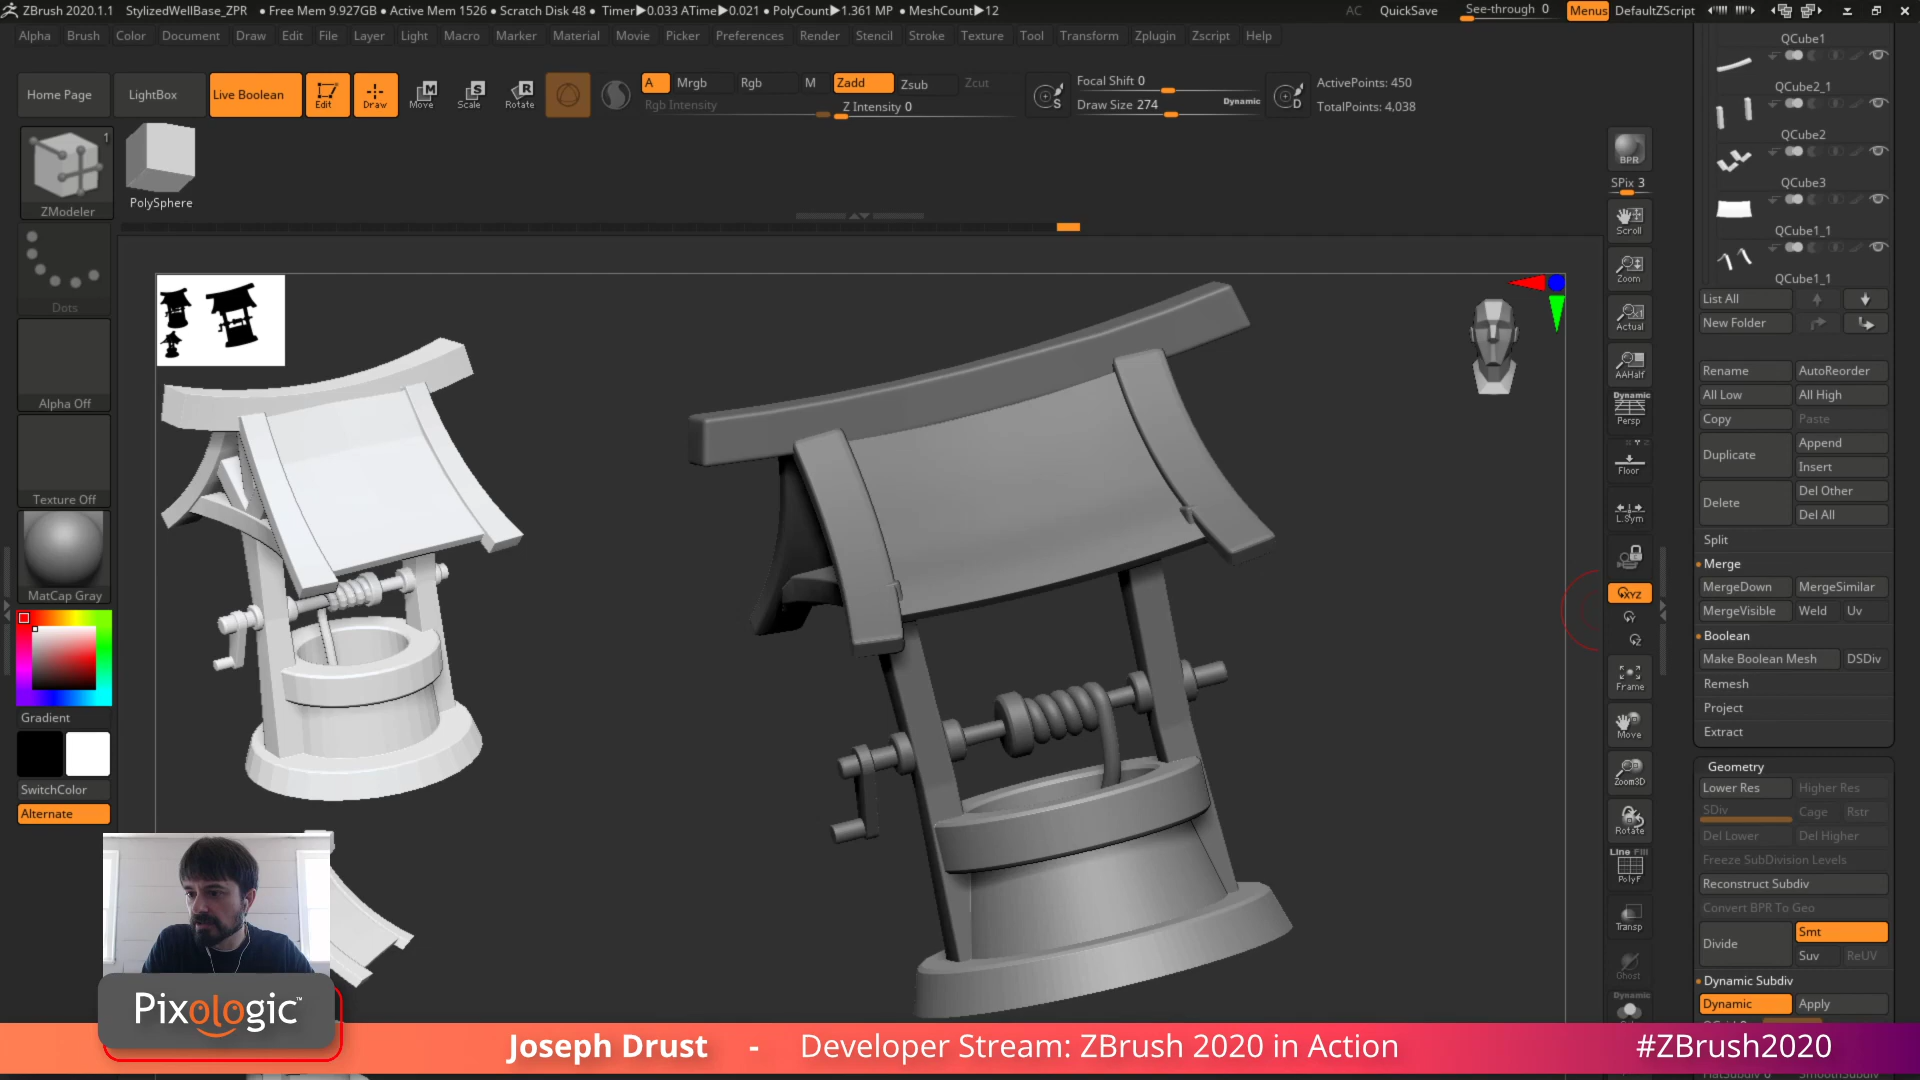 ZBrush 2020.1.1 StylizedWellBase_ZPR • Free Mem 9.927GB • Active Mem 1526 • Scratch Disk 48 • Timer▶0.033 ATime▶0.021 • PolyCount▶1.361 MP • MeshCount▶12 AC QuickSave See-through 0 Menus DefaultZScript
Alpha Brush Color Document Draw Edit File Layer Light Macro Marker Material Movie Picker Preferences Render Stencil Stroke Texture Tool Transform Zplugin Zscript Help
Home Page LightBox Live Boolean Edit Draw Move Scale Rotate
A Mrgb Rgb M Zadd Zsub Zcut
Rgb Intensity Z Intensity 0
Focal Shift 0
Draw Size 274 Dynamic
ActivePoints: 450
TotalPoints: 4,038
1
ZModeler
PolySphere
Dots
Alpha Off
Texture Off
MatCap Gray
Gradient
SwitchColor
Alternate
BPR
SPix 3
Scroll
Zoom
Actual
AAHalf
Dynamic
Persp
Floor
L.Sym
XYZ
Frame
Move
Zoom3D
Rotate
Line Fill
PolyF
Transp
Ghost
Dynamic
QCube1
QCube2_1
QCube2
QCube3
QCube1_1
QCube1_1
List All
New Folder
Rename AutoReorder
All Low All High
Copy Paste
Duplicate Append
Insert
Delete Del Other
Del All
Split
Merge
MergeDown MergeSimilar
MergeVisible Weld Uv
Boolean
Make Boolean Mesh DSDiv
Remesh
Project
Extract
Geometry
Lower Res Higher Res
SDiv Cage Rstr
Del Lower Del Higher
Freeze SubDivision Levels
Reconstruct Subdiv
Convert BPR To Geo
Divide Smt
Suv ReUV
Dynamic Subdiv
Dynamic Apply
Pixologic™
Joseph Drust - Developer Stream: ZBrush 2020 in Action #ZBrush2020